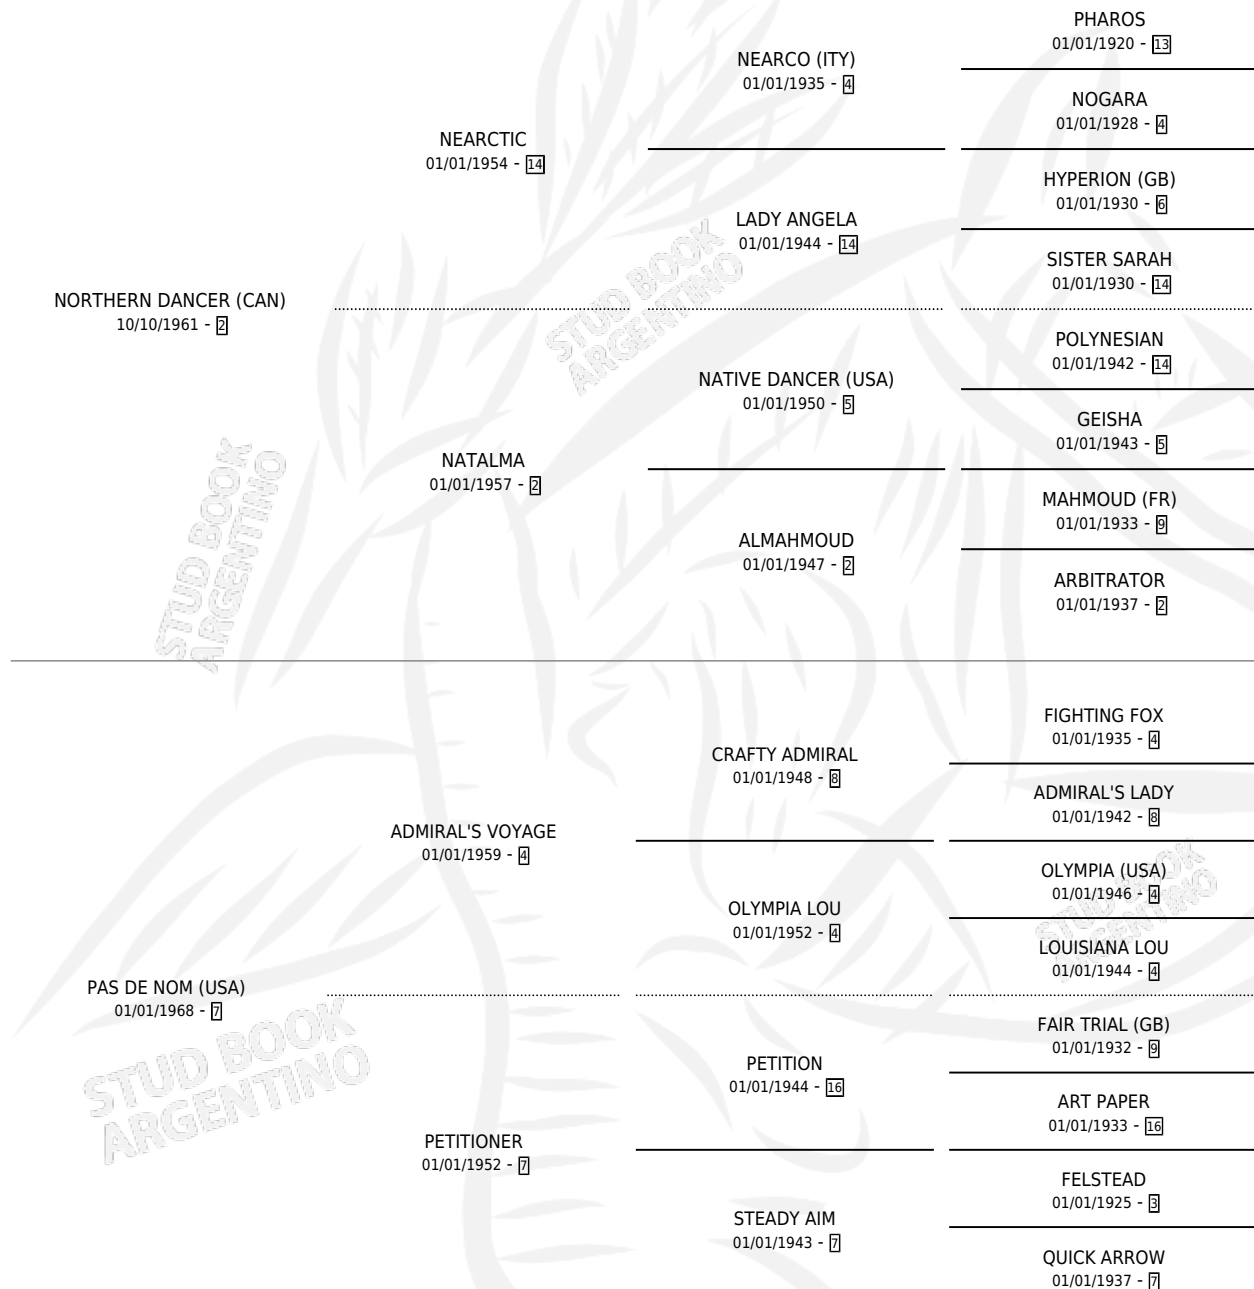 PHAROS
01/01/1920 - 13
NEARCO (ITY)
01/01/1935 - 4
NOGARA
01/01/1928 - 4
NEARCTIC
01/01/1954 - 14
HYPERION (GB)
01/01/1930 - 6
LADY ANGELA
01/01/1944 - 14
SISTER SARAH
01/01/1930 - 14
NORTHERN DANCER (CAN)
10/10/1961 - 2
POLYNESIAN
01/01/1942 - 14
NATIVE DANCER (USA)
01/01/1950 - 5
GEISHA
01/01/1943 - 5
NATALMA
01/01/1957 - 2
MAHMOUD (FR)
01/01/1933 - 9
ALMAHMOUD
01/01/1947 - 2
ARBITRATOR
01/01/1937 - 2
FIGHTING FOX
01/01/1935 - 4
CRAFTY ADMIRAL
01/01/1948 - 8
ADMIRAL'S LADY
01/01/1942 - 8
ADMIRAL'S VOYAGE
01/01/1959 - 4
OLYMPIA (USA)
01/01/1946 - 4
OLYMPIA LOU
01/01/1952 - 4
LOUISIANA LOU
01/01/1944 - 4
PAS DE NOM (USA)
01/01/1968 - 7
FAIR TRIAL (GB)
01/01/1932 - 9
PETITION
01/01/1944 - 16
ART PAPER
01/01/1933 - 16
PETITIONER
01/01/1952 - 7
FELSTEAD
01/01/1925 - 3
STEADY AIM
01/01/1943 - 7
QUICK ARROW
01/01/1937 - 7
STUD BOOK
ARGENTINO
STUD BOOK
ARGENTINO
STUD BOOK
ARGENTINO
STUD BOOK
ARGENTINO